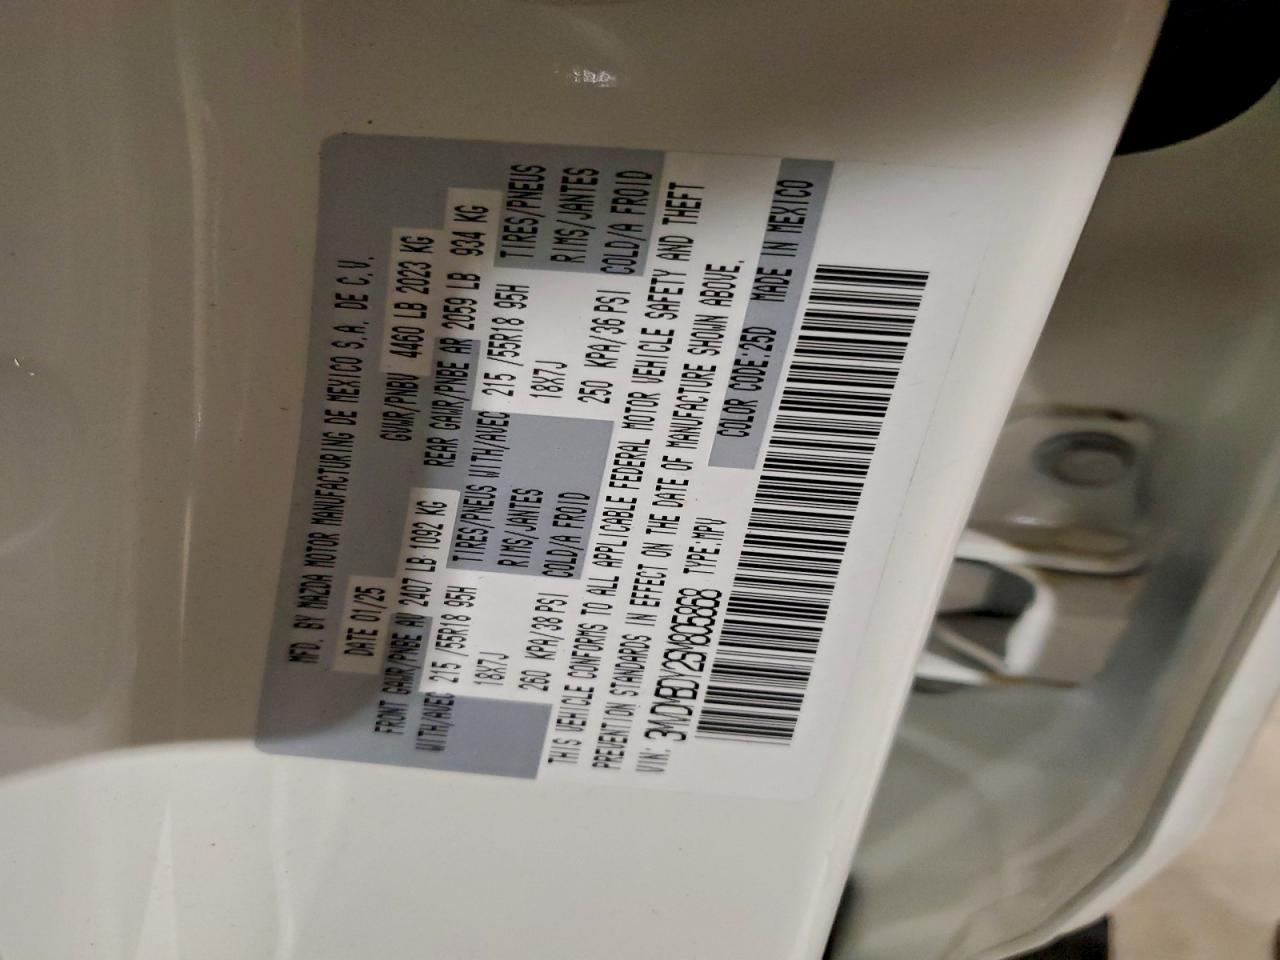 MFD. BY MAZDA MOTOR MANUFACTURING DE MEXICO S.A. DE C.V.
DATE 01/25 GVWR/PNBV 4460 LB 2023 KG
FRONT GAWR/PNBE AV 2407 LB 1092 KG REAR GAWR/PNBE AR 2059 LB 934 KG
WITH/AVEC 215 /55R18 95H TIRES/PNEUS WITH/AVEC 215 /55R18 95H TIRES/PNEUS
18X7J RIMS/JANTES 18X7J RIMS/JANTES
260 KPA/38 PSI COLD/A FROID 250 KPA/36 PSI COLD/A FROID
THIS VEHICLE CONFORMS TO ALL APPLICABLE FEDERAL MOTOR VEHICLE SAFETY AND THEFT
PREVENTION STANDARDS IN EFFECT ON THE DATE OF MANUFACTURE SHOWN ABOVE.
VIN: 3MVDMBDY2SM805868 TYPE:MPV COLOR CODE:25D MADE IN MEXICO